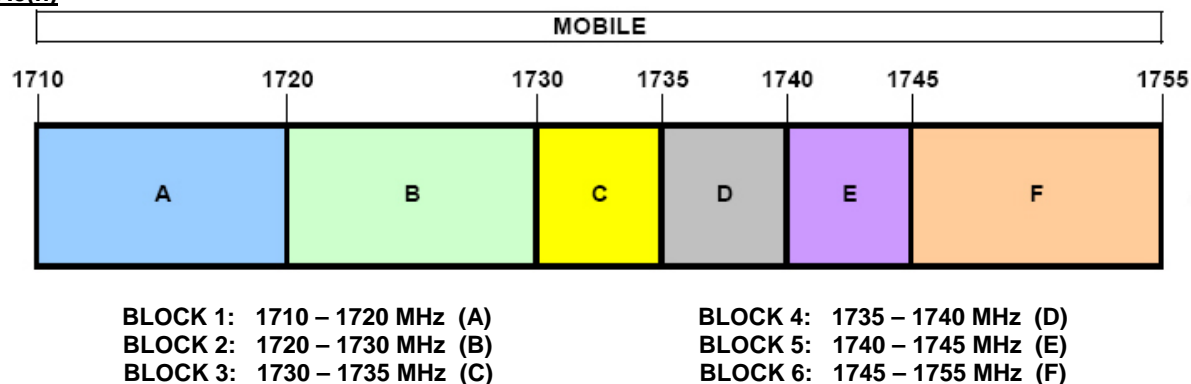 MOBILE
1710 1720 1730 1735 1740 1745 1755
A B C D E F
BLOCK 1: 1710 – 1720 MHz (A) BLOCK 4: 1735 – 1740 MHz (D)
BLOCK 2: 1720 – 1730 MHz (B) BLOCK 5: 1740 – 1745 MHz (E)
BLOCK 3: 1730 – 1735 MHz (C) BLOCK 6: 1745 – 1755 MHz (F)